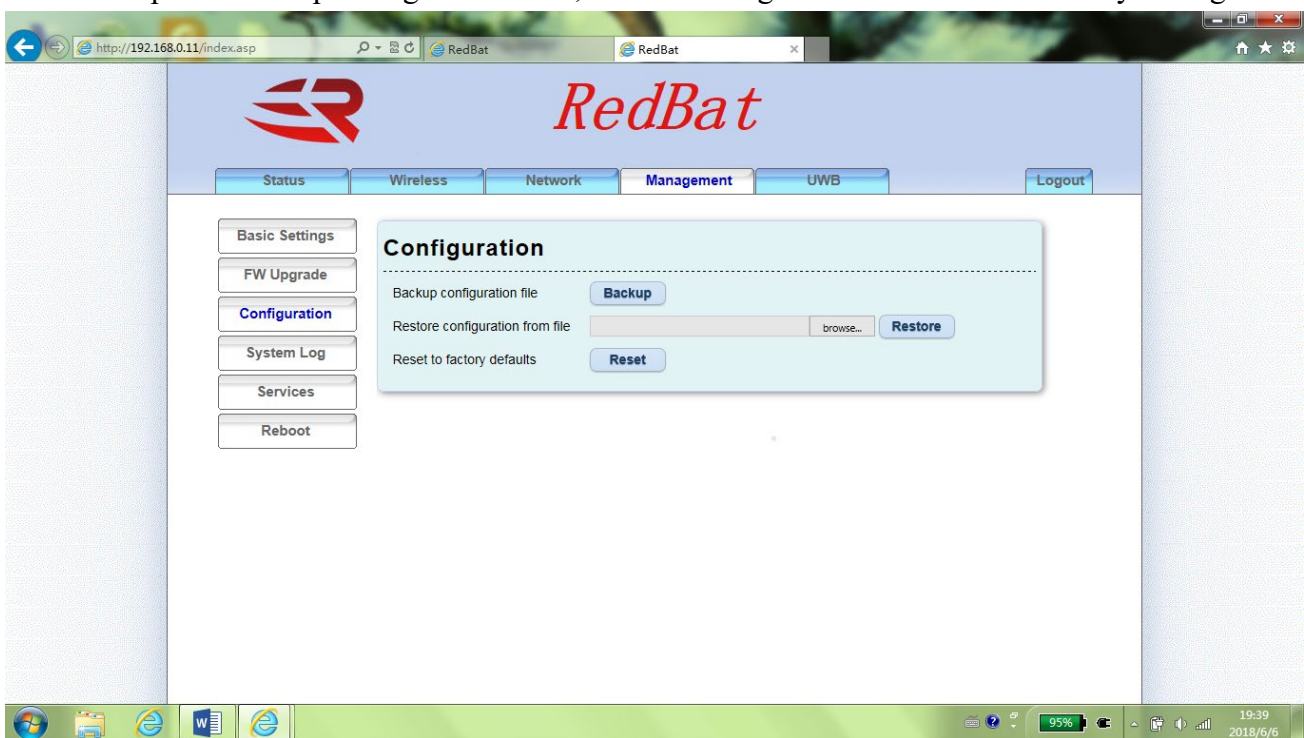 http://192.168.0.11/index.asp
RedBat
RedBat
RedBat
Status
Wireless
Network
Management
UWB
Logout
Basic Settings
FW Upgrade
Configuration
System Log
Services
Reboot
Configuration
Backup configuration file
Backup
Restore configuration from file
browse...
Restore
Reset to factory defaults
Reset
95%
19:39
2018/6/6